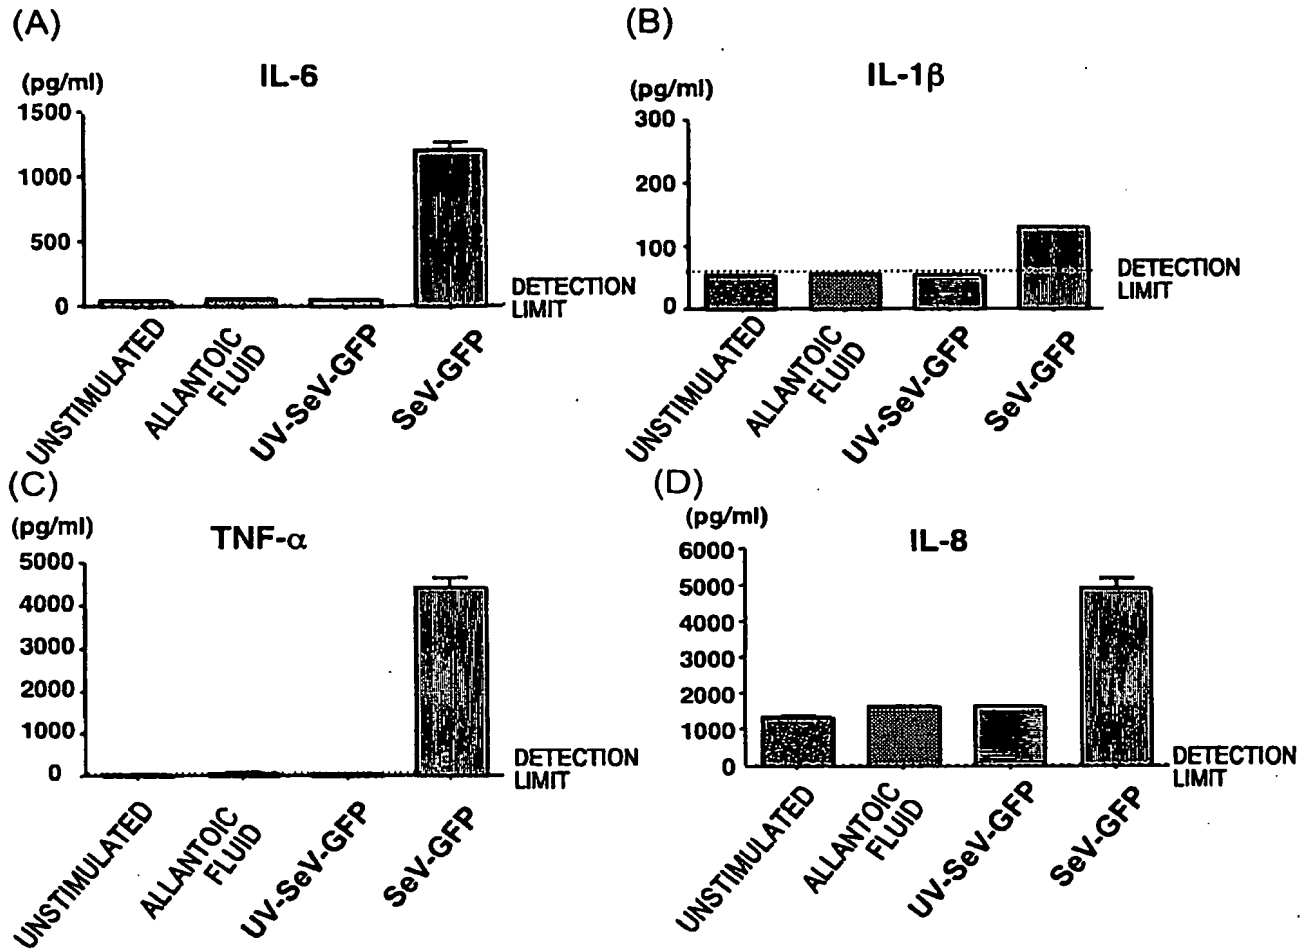 (A)
IL-6
(pg/ml)
1500
1000
500
0
DETECTION
LIMIT
UNSTIMULATED
ALLANTOIC
FLUID
UV-SeV-GFP
SeV-GFP
(B)
IL-1β
(pg/ml)
300
200
100
0
DETECTION
LIMIT
UNSTIMULATED
ALLANTOIC
FLUID
UV-SeV-GFP
SeV-GFP
(C)
TNF-α
(pg/ml)
5000
4000
3000
2000
1000
0
DETECTION
LIMIT
UNSTIMULATED
ALLANTOIC
FLUID
UV-SeV-GFP
SeV-GFP
(D)
IL-8
(pg/ml)
6000
5000
4000
3000
2000
1000
0
DETECTION
LIMIT
UNSTIMULATED
ALLANTOIC
FLUID
UV-SeV-GFP
SeV-GFP